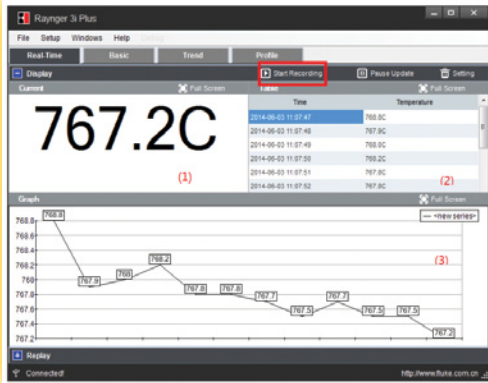 Raynger 3i Plus
File Setup Windows Help
Real-Time Basic Trend Profile
Display Start Recording Pause Update Setting
Current Full Screen Table Full Screen
767.2C
(1)
Time Temperature
2014-06-03 11:07:47 768.8C
2014-06-03 11:07:48 767.9C
2014-06-03 11:07:49 768.0C
2014-06-03 11:07:50 768.2C
2014-06-03 11:07:51 767.8C
2014-06-03 11:07:52 767.8C
(2)
Graph Full Screen
<new series>
(3)
768.8
768.6
768.4
768.2
768
767.8
767.6
767.4
767.2
768.8 767.9 768 768.2 767.8 767.8 767.7 767.5 767.7 767.5 767.5 767.2
Replay
Connected! http://www.fluke.com.cn